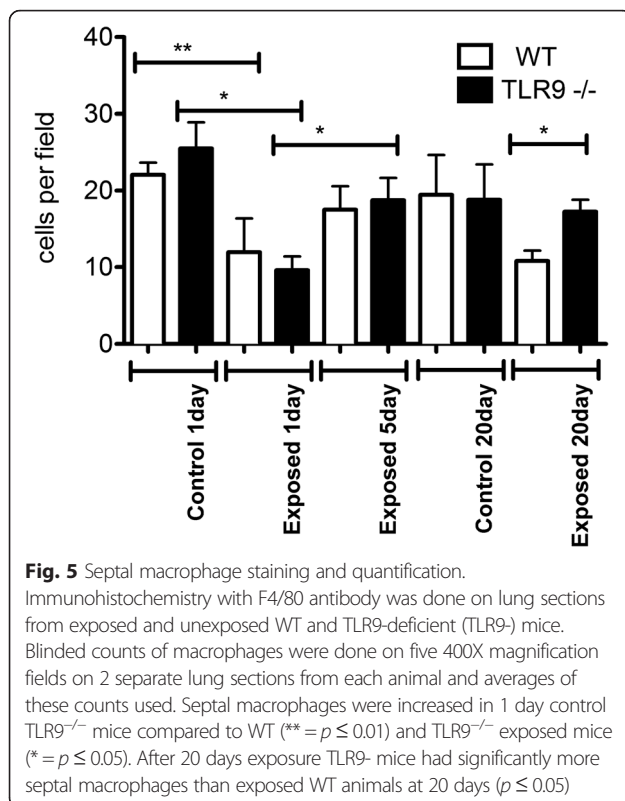 40
30
20
10
0
cells per field
**
*
*
*
WT
TLR9 -/-
Control 1day
Exposed 1day
Exposed 5day
Control 20day
Exposed 20day
Fig. 5 Septal macrophage staining and quantification.
Immunohistochemistry with F4/80 antibody was done on lung sections
from exposed and unexposed WT and TLR9-deficient (TLR9-) mice.
Blinded counts of macrophages were done on five 400X magnification
fields on 2 separate lung sections from each animal and averages of
these counts used. Septal macrophages were increased in 1 day control
TLR9−/− mice compared to WT (** = p ≤ 0.01) and TLR9−/− exposed mice
(* = p ≤ 0.05). After 20 days exposure TLR9- mice had significantly more
septal macrophages than exposed WT animals at 20 days (p ≤ 0.05)